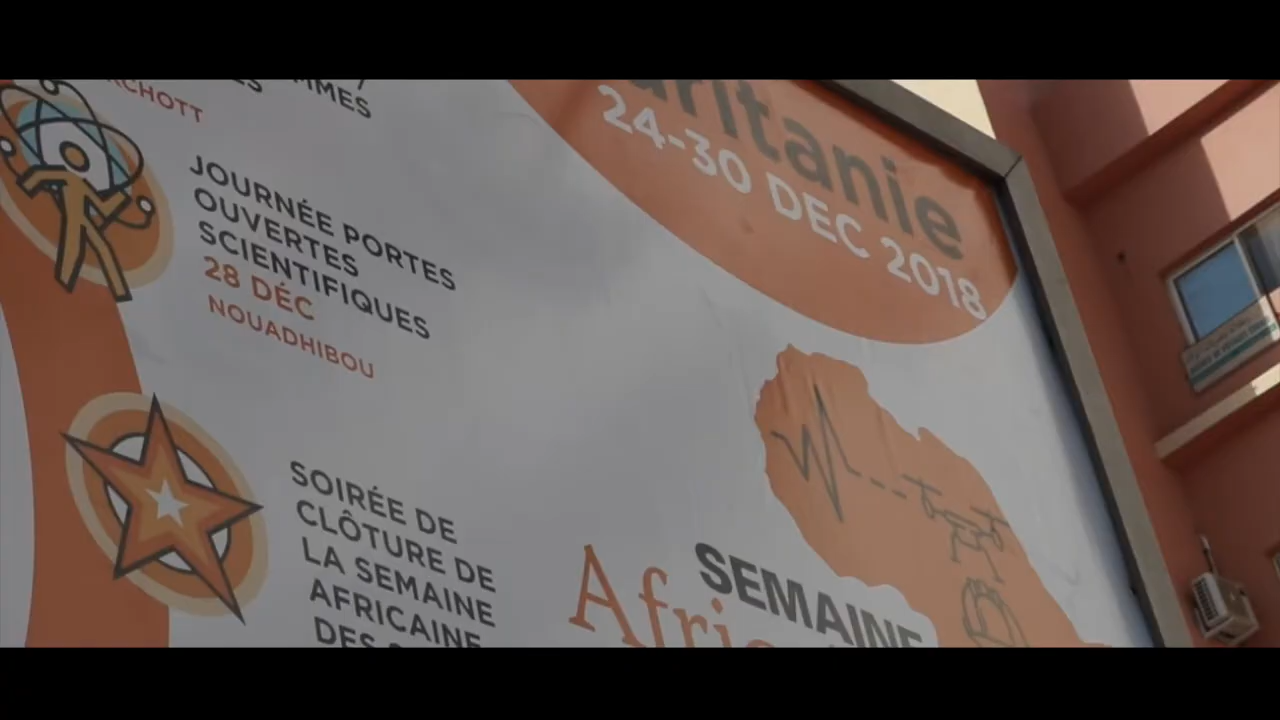 JOURNÉE PORTES
OUVERTES
SCIENTIFIQUES
28 DÉC
NOUADHIBOU
SOIRÉE DE
CLÔTURE DE
LA SEMAINE
AFRICAINE
24-30 DEC 2018
SEMAINE